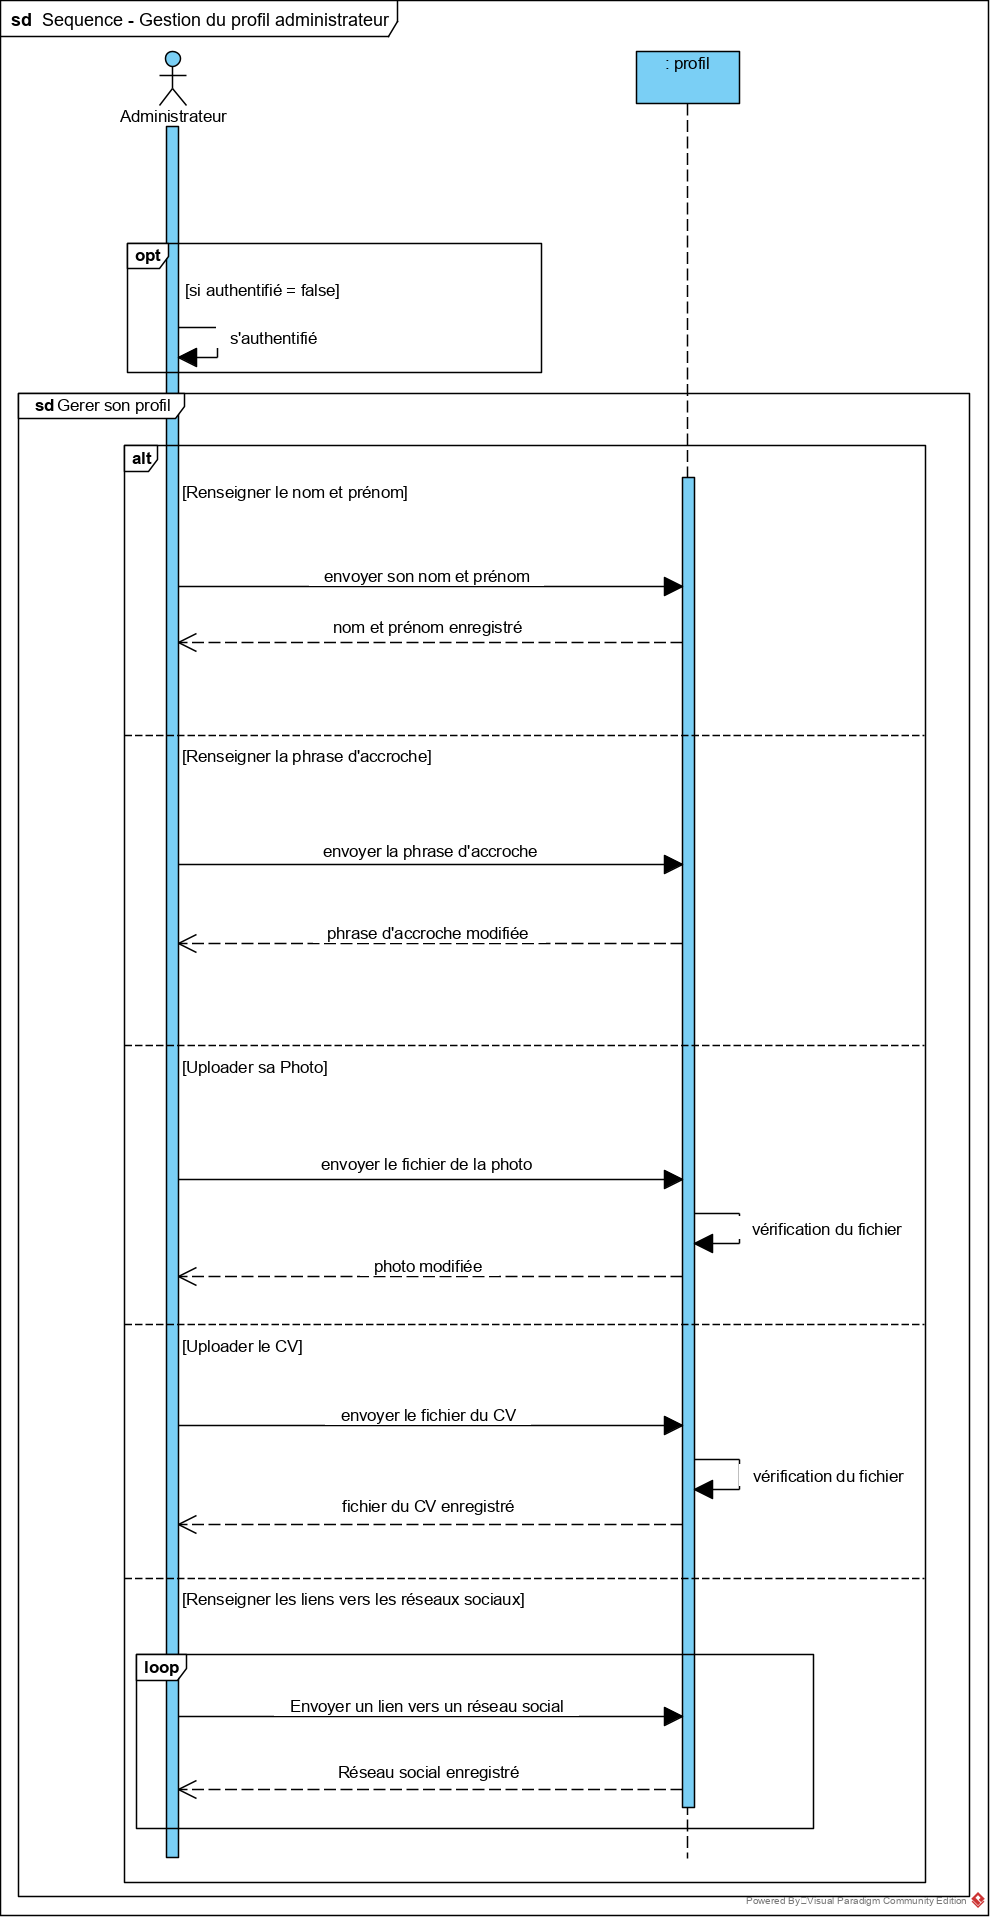 sd Sequence - Gestion du profil administrateur
: profil
Administrateur
opt
[si authentifié = false]
s'authentifié
sd Gerer son profil
alt
[Renseigner le nom et prénom]
envoyer son nom et prénom
nom et prénom enregistré
[Renseigner la phrase d'accroche]
envoyer la phrase d'accroche
phrase d'accroche modifiée
[Uploader sa Photo]
envoyer le fichier de la photo
vérification du fichier
photo modifiée
[Uploader le CV]
envoyer le fichier du CV
vérification du fichier
fichier du CV enregistré
[Renseigner les liens vers les réseaux sociaux]
loop
Envoyer un lien vers un réseau social
Réseau social enregistré
Powered By Visual Paradigm Community Edition